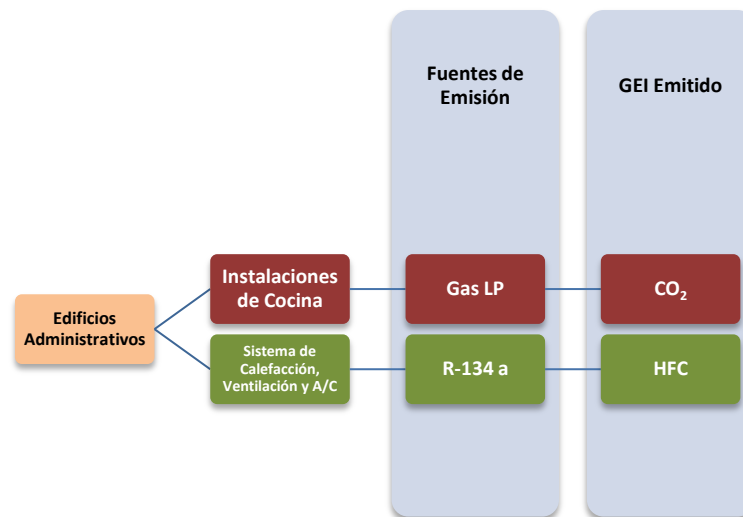 Fuentes de
Emisión
GEI Emitido
Edificios
Administrativos
Instalaciones
de Cocina
Gas LP
CO₂
Sistema de
Calefacción,
Ventilación y A/C
R-134 a
HFC